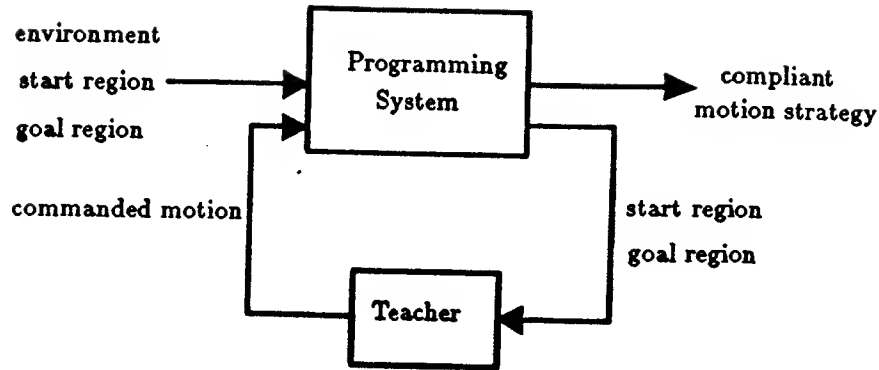 environment
start region
goal region
Programming
System
compliant
motion strategy
commanded motion
start region
goal region
Teacher